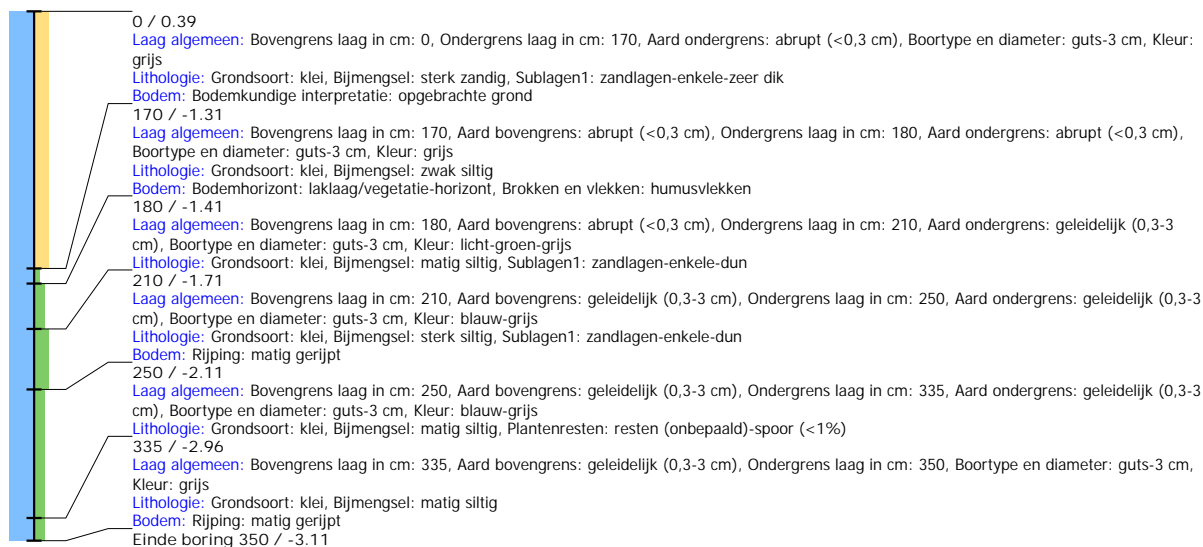 0 / 0.39
Laag algemeen: Bovengrens laag in cm: 0, Ondergrens laag in cm: 170, Aard ondergrens: abrupt (<0,3 cm), Boortype en diameter: guts-3 cm, Kleur:
grijs
Lithologie: Grondsoort: klei, Bijmengsel: sterk zandig, Sublagen1: zandlagen-enkele-zeer dik
Bodem: Bodemkundige interpretatie: opgebrachte grond
170 / -1.31
Laag algemeen: Bovengrens laag in cm: 170, Aard bovengrens: abrupt (<0,3 cm), Ondergrens laag in cm: 180, Aard ondergrens: abrupt (<0,3 cm),
Boortype en diameter: guts-3 cm, Kleur: grijs
Lithologie: Grondsoort: klei, Bijmengsel: zwak siltig
Bodem: Bodemhorizont: laklaag/vegetatie-horizont, Brokken en vlekken: humusvlekken
180 / -1.41
Laag algemeen: Bovengrens laag in cm: 180, Aard bovengrens: abrupt (<0,3 cm), Ondergrens laag in cm: 210, Aard ondergrens: geleidelijk (0,3-3
cm), Boortype en diameter: guts-3 cm, Kleur: licht-groen-grijs
Lithologie: Grondsoort: klei, Bijmengsel: matig siltig, Sublagen1: zandlagen-enkele-dun
210 / -1.71
Laag algemeen: Bovengrens laag in cm: 210, Aard bovengrens: geleidelijk (0,3-3 cm), Ondergrens laag in cm: 250, Aard ondergrens: geleidelijk (0,3-3
cm), Boortype en diameter: guts-3 cm, Kleur: blauw-grijs
Lithologie: Grondsoort: klei, Bijmengsel: sterk siltig, Sublagen1: zandlagen-enkele-dun
Bodem: Rijping: matig gerijpt
250 / -2.11
Laag algemeen: Bovengrens laag in cm: 250, Aard bovengrens: geleidelijk (0,3-3 cm), Ondergrens laag in cm: 335, Aard ondergrens: geleidelijk (0,3-3
cm), Boortype en diameter: guts-3 cm, Kleur: blauw-grijs
Lithologie: Grondsoort: klei, Bijmengsel: matig siltig, Plantenresten: resten (onbepaald)-spoor (<1%)
335 / -2.96
Laag algemeen: Bovengrens laag in cm: 335, Aard bovengrens: geleidelijk (0,3-3 cm), Ondergrens laag in cm: 350, Boortype en diameter: guts-3 cm,
Kleur: grijs
Lithologie: Grondsoort: klei, Bijmengsel: matig siltig
Bodem: Rijping: matig gerijpt
Einde boring 350 / -3.11